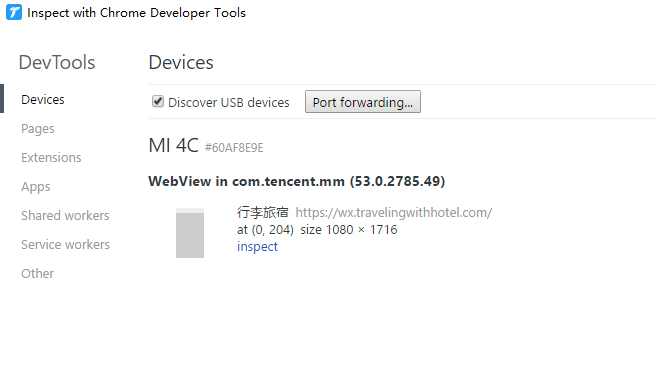 Inspect with Chrome Developer Tools
DevTools
Devices
Pages
Extensions
Apps
Shared workers
Service workers
Other
Devices
Discover USB devices Port forwarding...
MI 4C #60AF8E9E
WebView in com.tencent.mm (53.0.2785.49)
行李旅宿 https://wx.travelingwithhotel.com/
at (0, 204) size 1080 × 1716
inspect